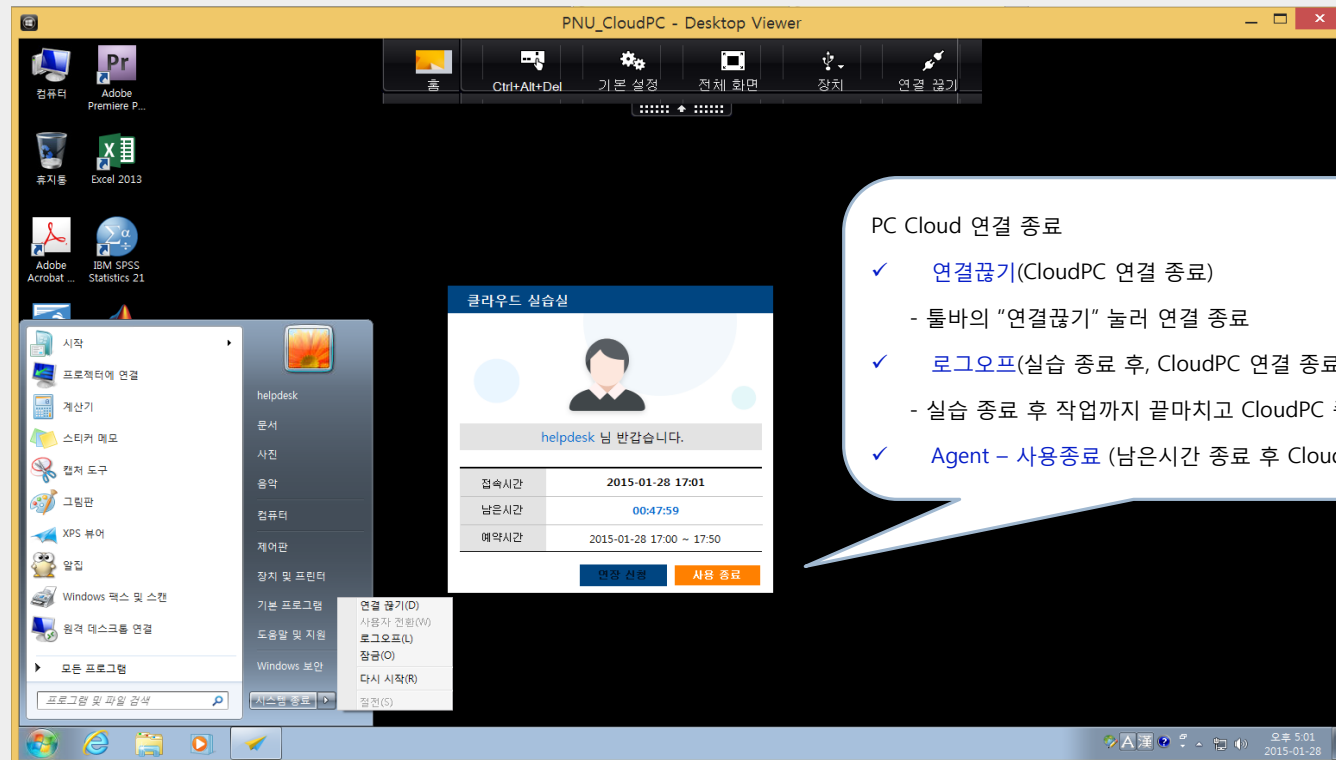 PNU_CloudPC - Desktop Viewer
홈
Ctrl+Alt+Del
기본 설정
전체 화면
장치
연결 끊기
컴퓨터
Adobe
Premiere P...
휴지통
Excel 2013
Adobe
Acrobat ...
IBM SPSS
Statistics 21
PC Cloud 연결 종료
✓ 연결끊기(CloudPC 연결 종료)
- 툴바의 "연결끊기" 눌러 연결 종료
✓ 로그오프(실습 종료 후, CloudPC 연결 종료
- 실습 종료 후 작업까지 끝마치고 CloudPC
✓ Agent – 사용종료 (남은시간 종료 후 Cloud
클라우드 실습실
helpdesk 님 반갑습니다.
접속시간 2015-01-28 17:01
남은시간 00:47:59
예약시간 2015-01-28 17:00 ~ 17:50
연장 신청 사용 종료
시작
프로젝터에 연결
계산기
스티커 메모
캡처 도구
그림판
XPS 뷰어
알집
Windows 팩스 및 스캔
원격 데스크톱 연결
모든 프로그램
프로그램 및 파일 검색
helpdesk
문서
사진
음악
컴퓨터
제어판
장치 및 프린터
기본 프로그램
도움말 및 지원
Windows 보안
시스템 종료
연결 끊기(D)
사용자 전환(W)
로그오프(L)
잠금(O)
다시 시작(R)
절전(S)
A 漢
오후 5:01
2015-01-28